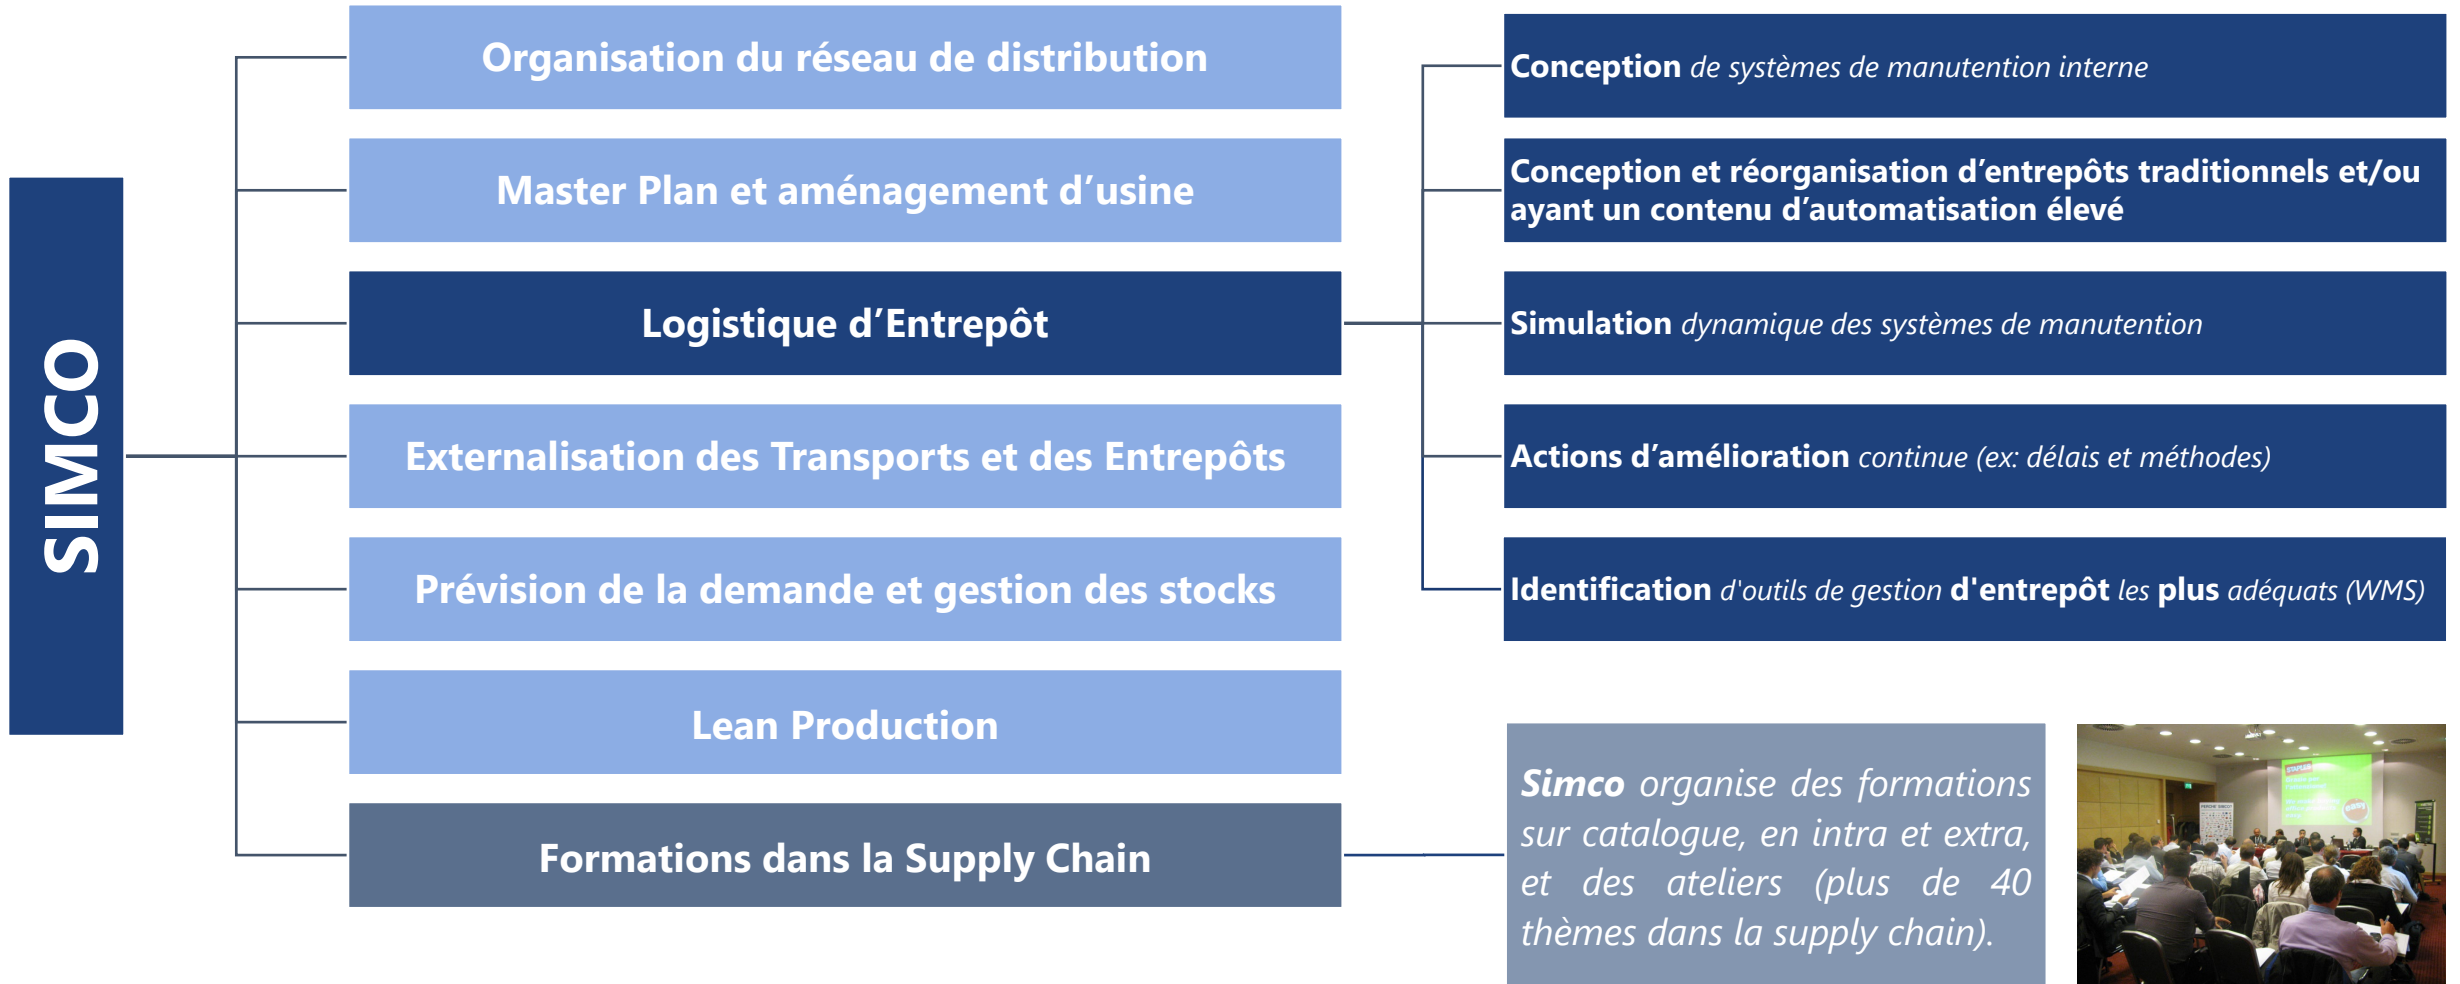 SIMCO
Organisation du réseau de distribution
Master Plan et aménagement d’usine
Logistique d’Entrepôt
Externalisation des Transports et des Entrepôts
Prévision de la demande et gestion des stocks
Lean Production
Formations dans la Supply Chain
Conception de systèmes de manutention interne
Conception et réorganisation d’entrepôts traditionnels et/ou
ayant un contenu d’automatisation élevé
Simulation dynamique des systèmes de manutention
Actions d’amélioration continue (ex: délais et méthodes)
Identification d'outils de gestion d'entrepôt les plus adéquats (WMS)
Simco organise des formations
sur catalogue, en intra et extra,
et des ateliers (plus de 40
thèmes dans la supply chain).
STAPLES
easy